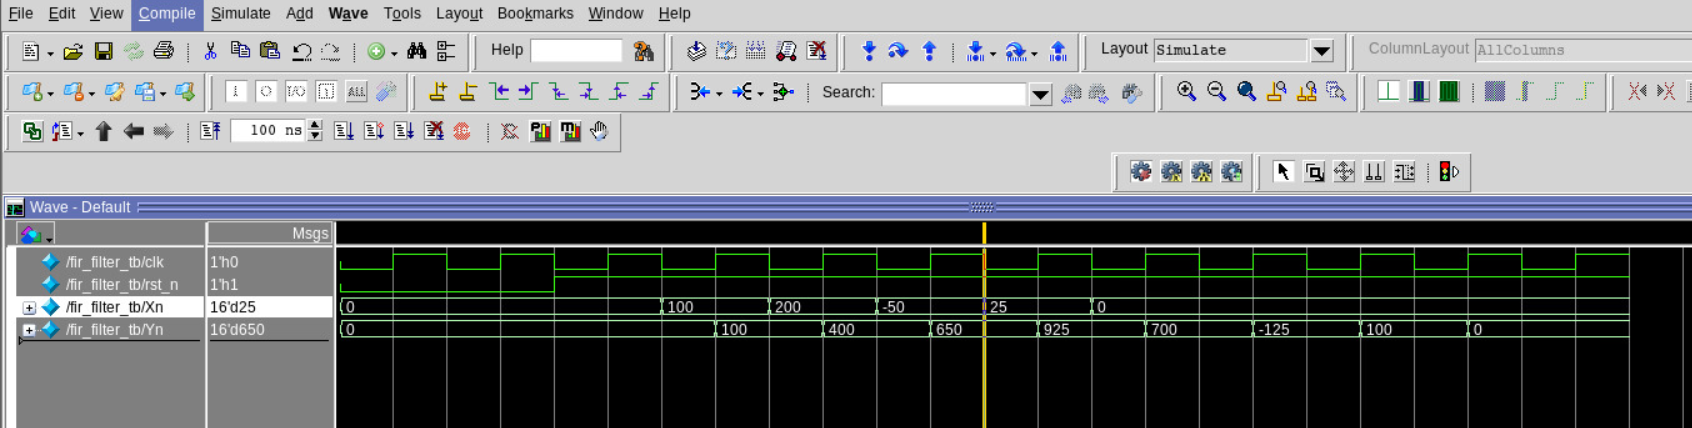 File Edit View Compile Simulate Add Wave Tools Layout Bookmarks Window Help
Help Layout Simulate ColumnLayout AllColumns
Search:
100 ns
Wave - Default
Msgs
/fir_filter_tb/clk 1'h0
/fir_filter_tb/rst_n 1'h1
/fir_filter_tb/Xn 16'd25 0 100 200 -50 25 0
/fir_filter_tb/Yn 16'd650 0 100 400 650 925 700 -125 100 0